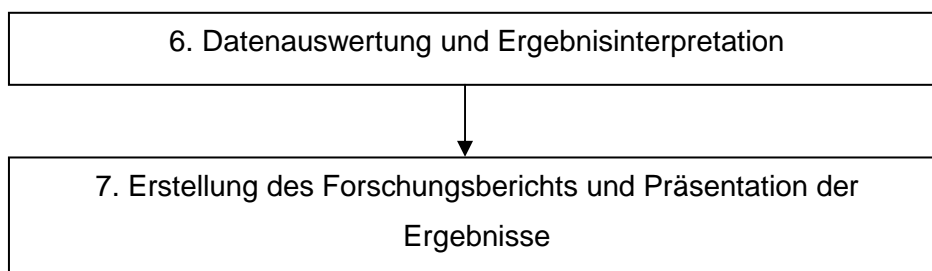 6. Datenauswertung und Ergebnisinterpretation
7. Erstellung des Forschungsberichts und Präsentation der
Ergebnisse